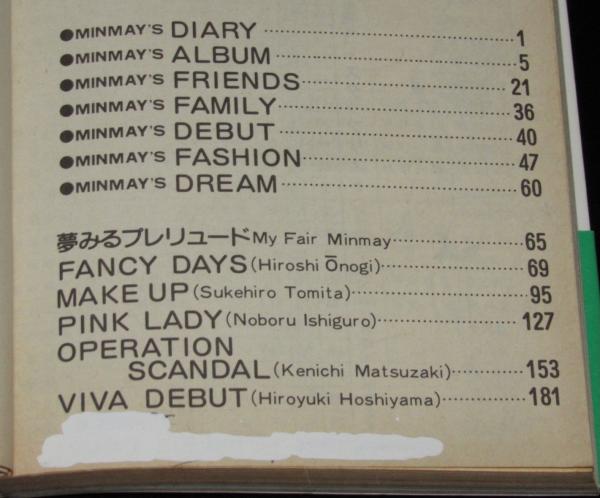 ●MINMAY'S DIARY 1
●MINMAY'S ALBUM 5
●MINMAY'S FRIENDS 21
●MINMAY'S FAMILY 36
●MINMAY'S DEBUT 40
●MINMAY'S FASHION 47
●MINMAY'S DREAM 60
夢みるプレリュード My Fair Minmay 65
FANCY DAYS (Hiroshi Ōnogi) 69
MAKE UP (Sukehiro Tomita) 95
PINK LADY (Noboru Ishiguro) 127
OPERATION
SCANDAL (Kenichi Matsuzaki) 153
VIVA DEBUT (Hiroyuki Hoshiyama) 181